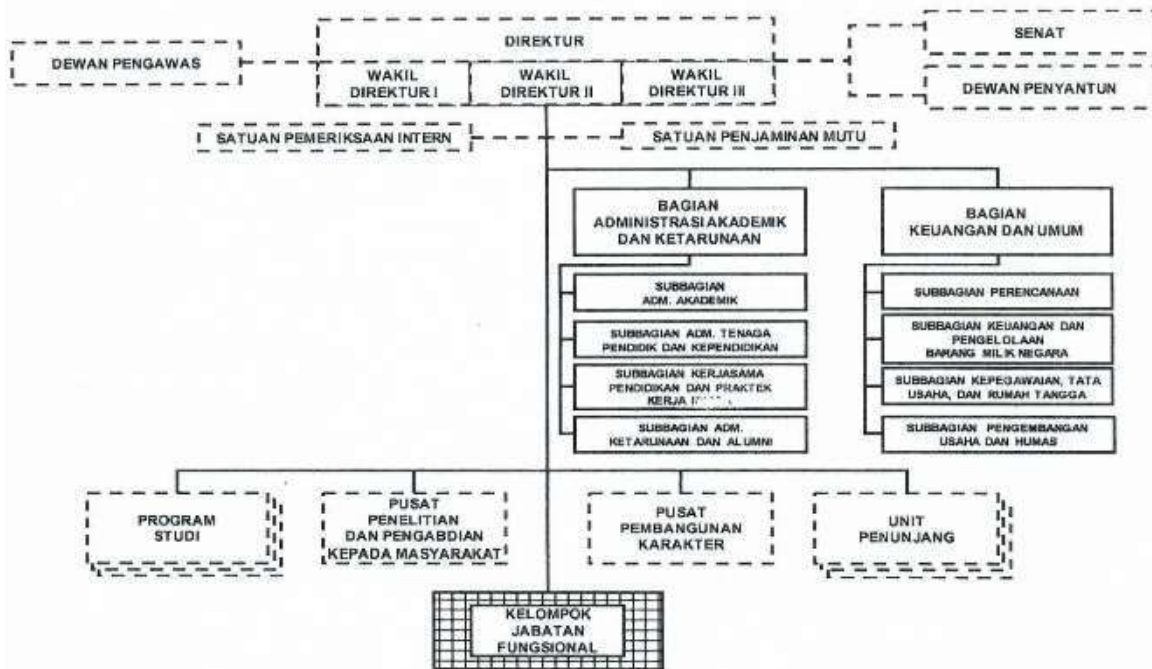 DIREKTUR
DEWAN PENGAWAS
SENAT
WAKIL
DIREKTUR I
WAKIL
DIREKTUR II
WAKIL
DIREKTUR III
DEWAN PENYANTUN
SATUAN PEMERIKSAAN INTERN
SATUAN PENJAMINAN MUTU
BAGIAN
ADMINISTRASI AKADEMIK
DAN KETARUNAAN
BAGIAN
KEUANGAN DAN UMUM
SUBBAGIAN
ADM. AKADEMIK
SUBBAGIAN ADM. TENAGA
PENDIDIK DAN KEPENDIDIKAN
SUBBAGIAN KERJASAMA
PENDIDIKAN DAN PRAKTEK
KERJA
SUBBAGIAN ADM.
KETARUNAAN DAN ALUMNI
SUBBAGIAN PERENCANAAN
SUBBAGIAN KEUANGAN DAN
PENGELOLAAN
BARANG MILIK NEGARA
SUBBAGIAN KEPEGAWAIAN, TATA
USAHA, DAN RUMAH TANGGA
SUBBAGIAN PENGEMBANGAN
USAHA DAN HUMAS
PROGRAM
STUDI
PUSAT
PENELITIAN
DAN PENGABDIAN
KEPADA MASYARAKAT
PUSAT
PEMBANGUNAN
KARAKTER
UNIT
PENUNJANG
KELOMPOK
JABATAN
FUNGSIONAL